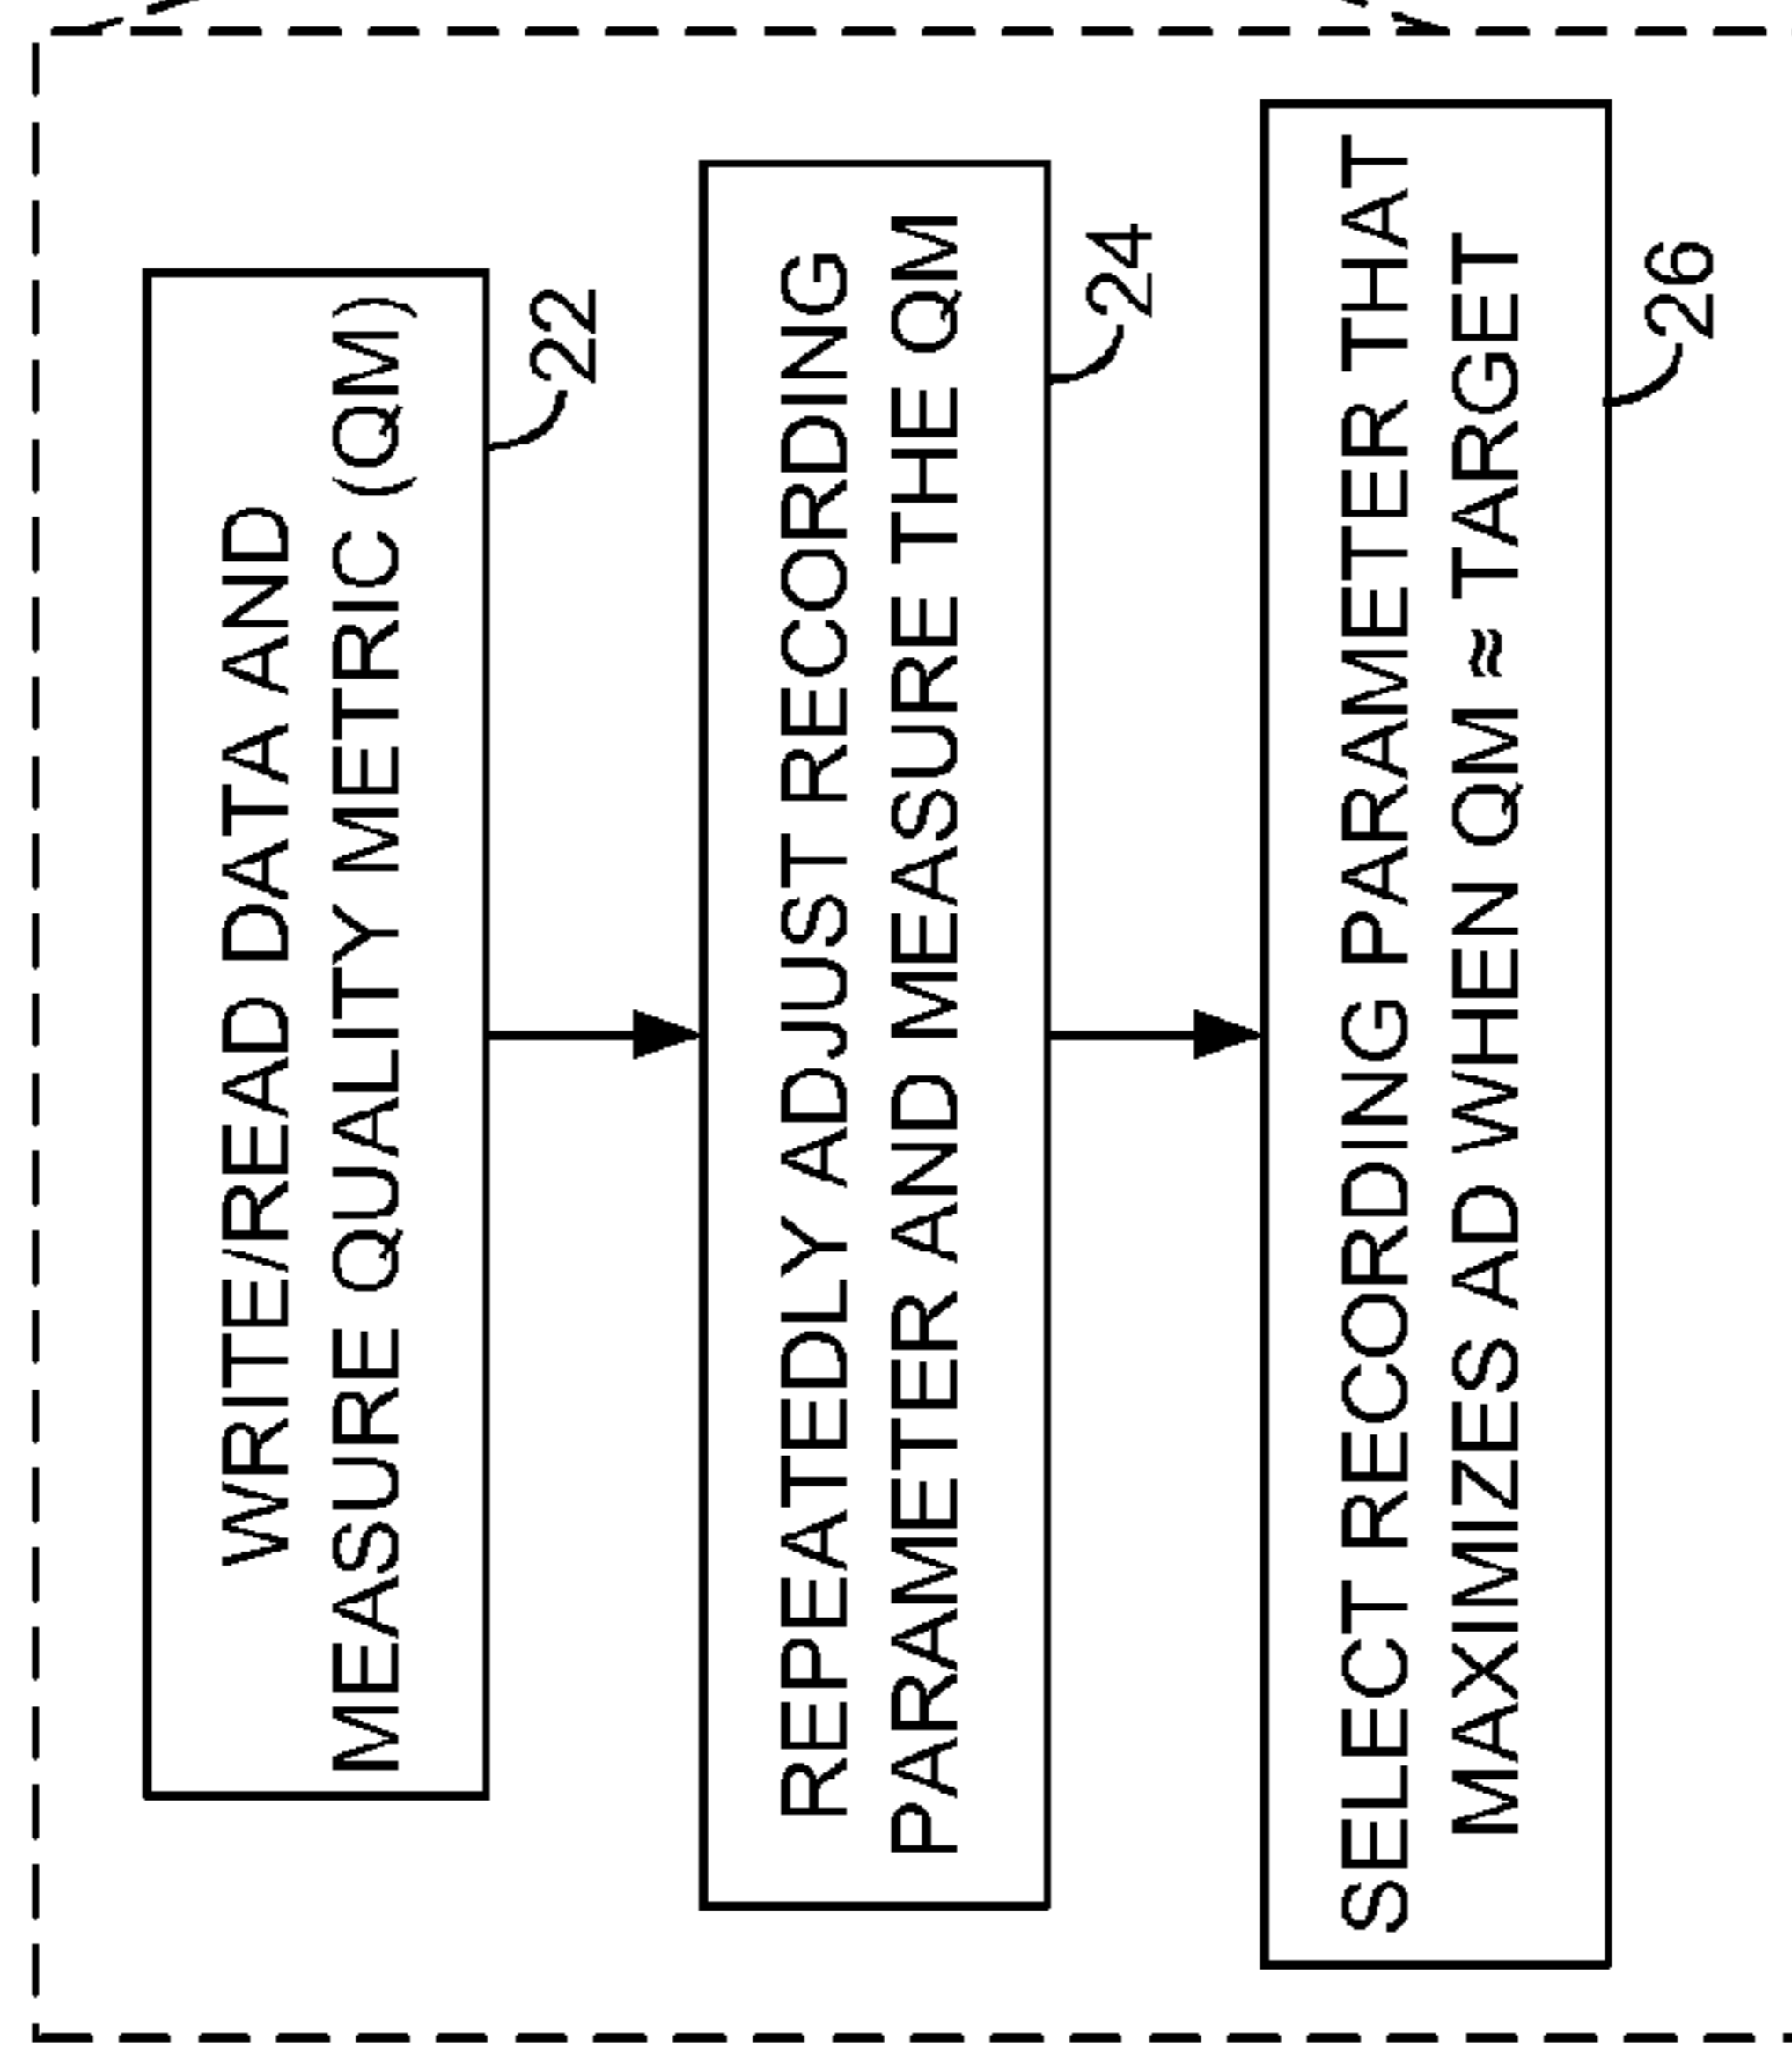 WRITE/READ DATA AND
MEASURE QUALITY METRIC (QM)
22
REPEATEDLY ADJUST RECORDING
PARAMETER AND MEASURE THE QM
24
SELECT RECORDING PARAMETER THAT
MAXIMIZES AD WHEN QM ≈ TARGET
26